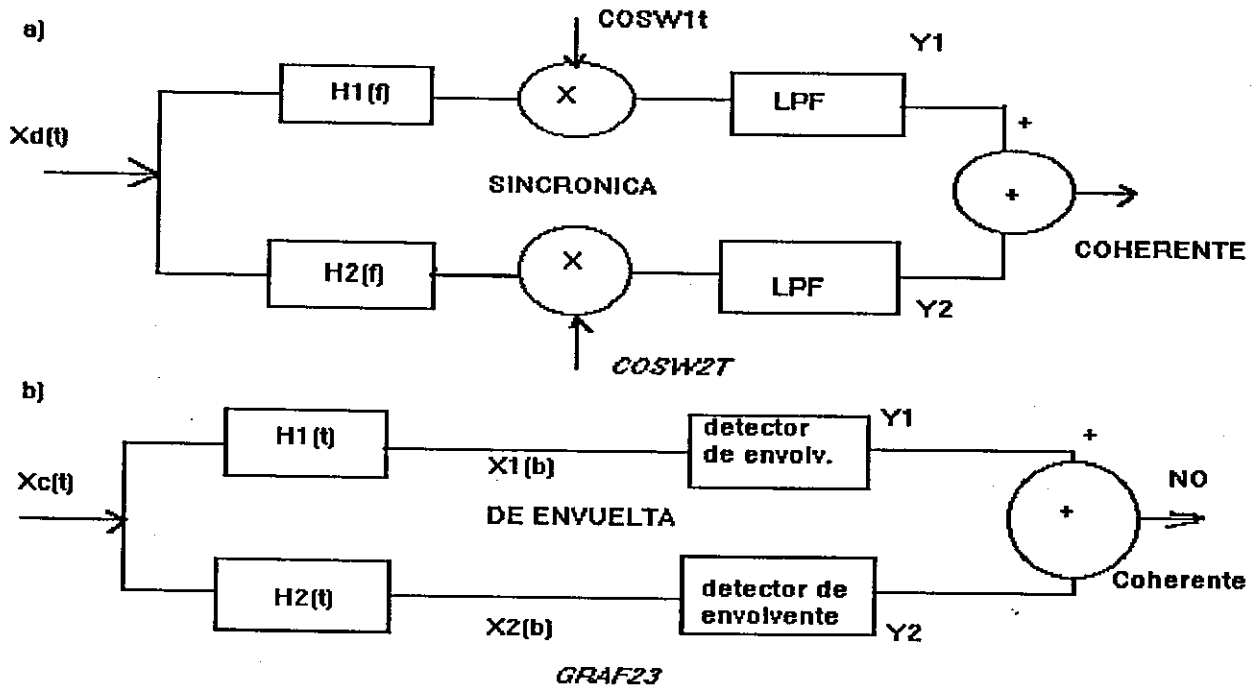 a)
COSW1t
Y1
H1(f)
X
LPF
+
Xd(t)
SINCRONICA
+
COHERENTE
H2(f)
X
LPF
Y2
COSW2T
b)
H1(t)
X1(b)
detector
de envolv.
Y1
+
Xc(t)
DE ENVUELTA
+
NO
Coherente
H2(t)
X2(b)
detector de
envolvente
Y2
GRAF23